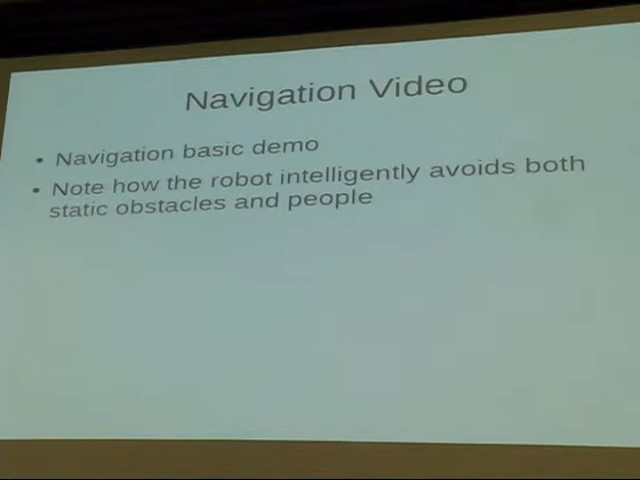 Navigation Video
• Navigation basic demo
• Note how the robot intelligently avoids both
static obstacles and people